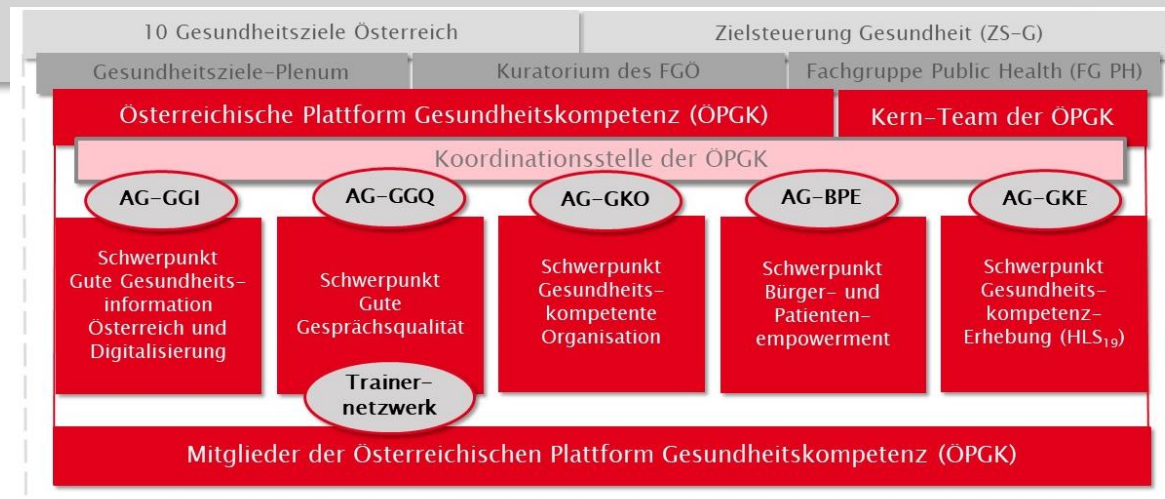 10 Gesundheitsziele Österreich
Zielsteuerung Gesundheit (ZS-G)
Gesundheitsziele-Plenum
Kuratorium des FGÖ
Fachgruppe Public Health (FG PH)
Österreichische Plattform Gesundheitskompetenz (ÖPGK)
Kern-Team der ÖPGK
Koordinationsstelle der ÖPGK
AG-GGI
Schwerpunkt
Gute Gesundheits-
information
Österreich und
Digitalisierung
AG-GGQ
Schwerpunkt
Gute
Gesprächsqualität
Trainer-
netzwerk
AG-GKO
Schwerpunkt
Gesundheits-
kompetente
Organisation
AG-BPE
Schwerpunkt
Bürger- und
Patienten-
empowerment
AG-GKE
Schwerpunkt
Gesundheits-
kompetenz-
Erhebung (HLS₁₉)
Mitglieder der Österreichischen Plattform Gesundheitskompetenz (ÖPGK)